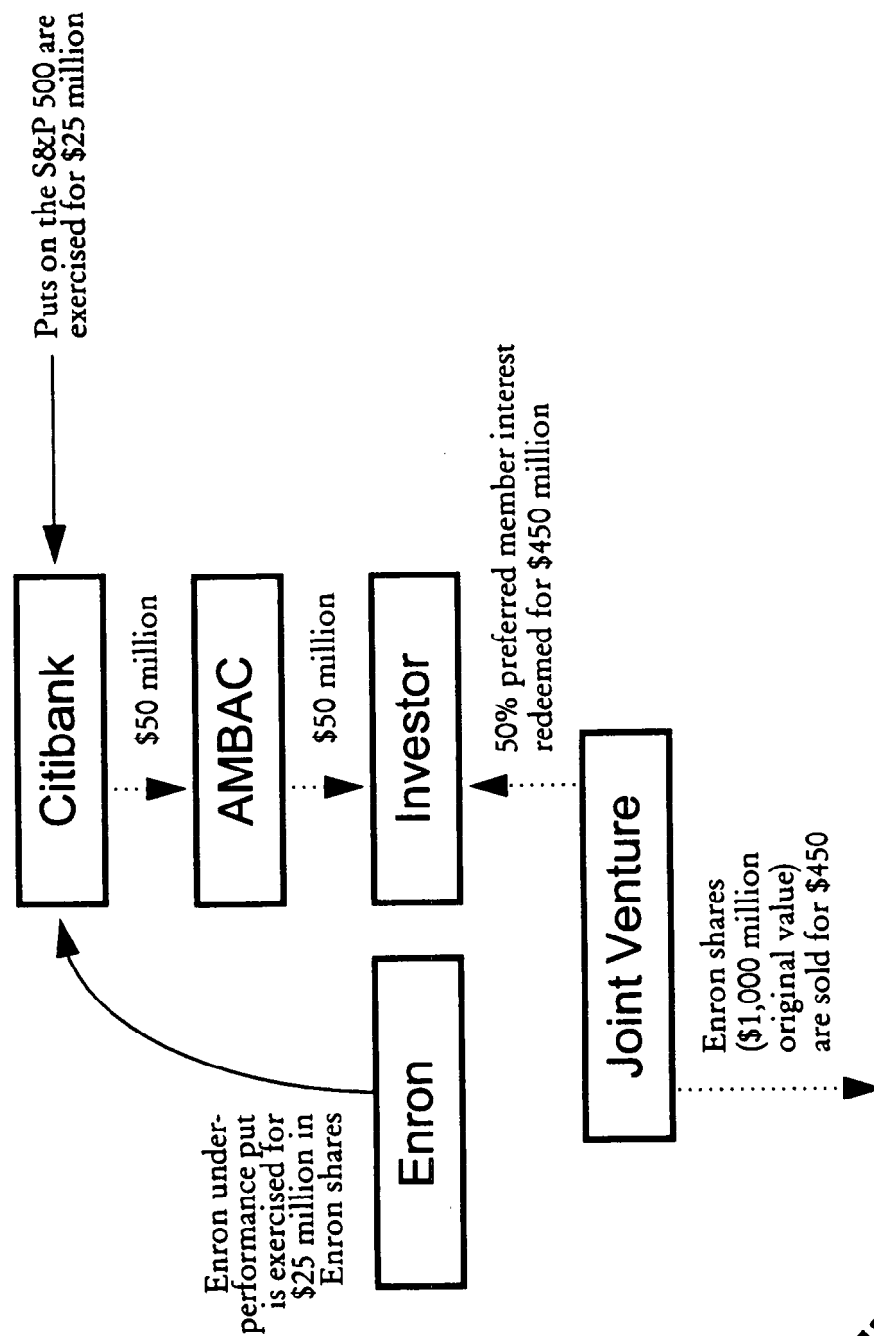 Puts on the S&P 500 are
exercised for $25 million
Citibank
$50 million
AMBAC
$50 million
Enron under-
performance put
is exercised for
$25 million in
Enron shares
Enron
Investor
50% preferred member interest
redeemed for $450 million
Joint Venture
Enron shares
($1,000 million
original value)
are sold for $450